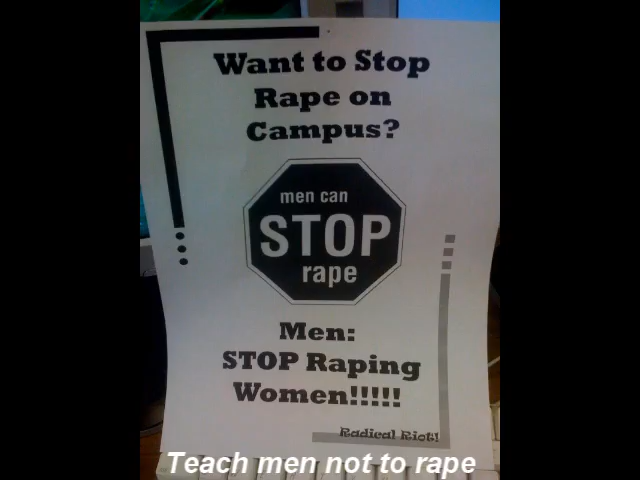 Want to Stop
Rape on
Campus?
men can
STOP
rape
Men:
STOP Raping
Women!!!!!
Radical Riot!
Teach men not to rape